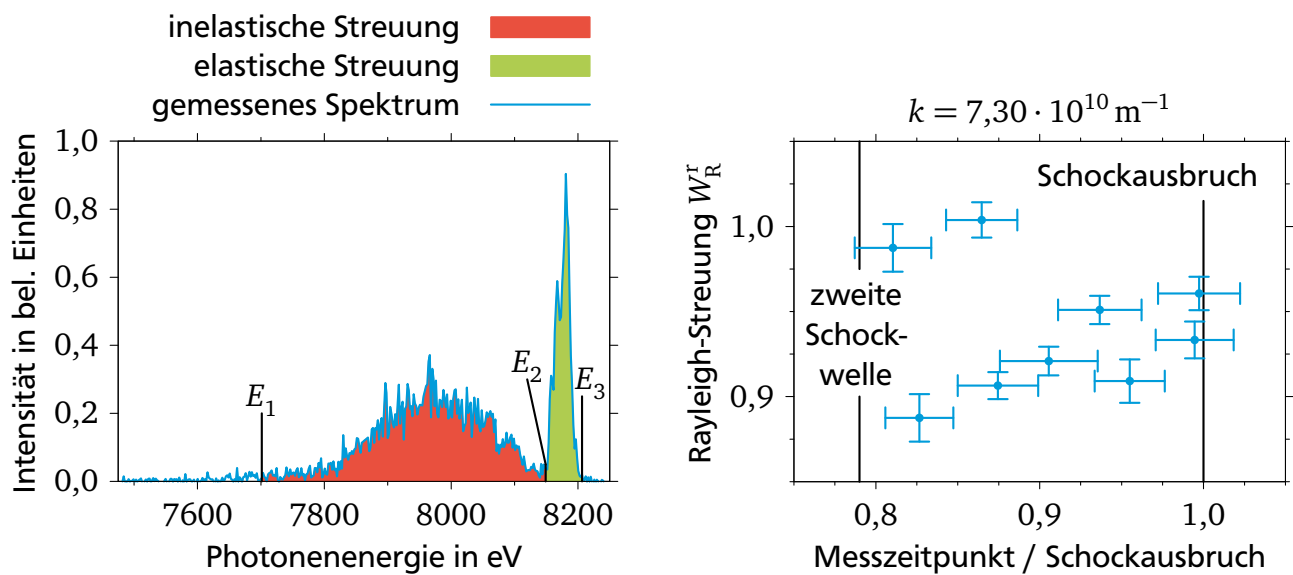 inelastische Streuung
elastische Streuung
gemessenes Spektrum
Intensität in bel. Einheiten
1,0
0,8
0,6
0,4
0,2
0,0
E1
E2
E3
7600 7800 8000 8200
Photonenenergie in eV
k = 7,30 · 10^10 m^−1
Rayleigh-Streuung W_R^r
1,0
0,9
Schockausbruch
zweite
Schock-
welle
0,8 0,9 1,0
Messzeitpunkt / Schockausbruch